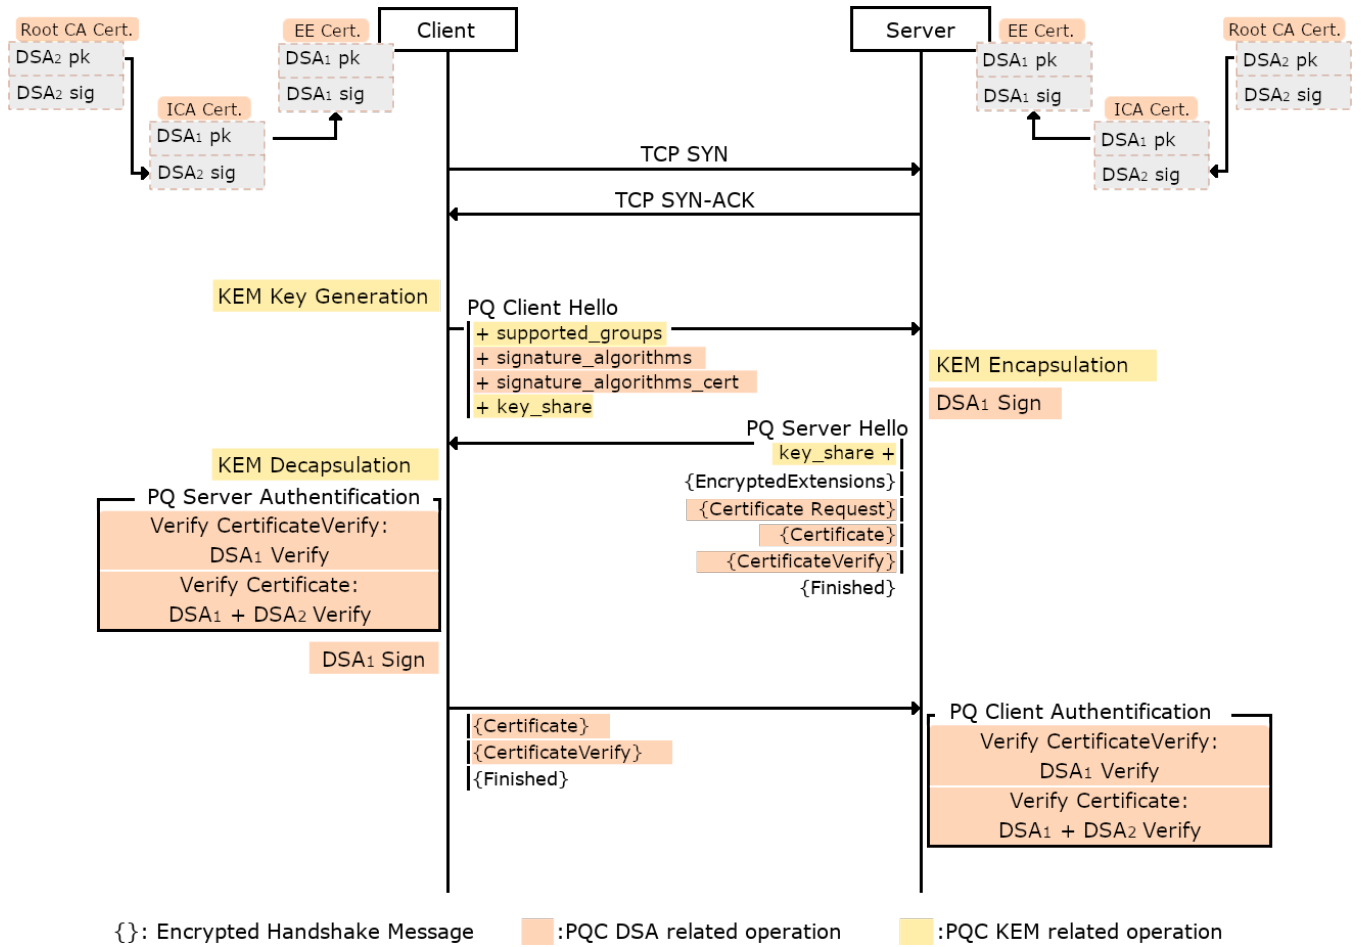 Root CA Cert.
DSA₂ pk
DSA₂ sig
ICA Cert.
DSA₁ pk
DSA₂ sig
EE Cert.
DSA₁ pk
DSA₁ sig
Client
Server
EE Cert.
DSA₁ pk
DSA₁ sig
ICA Cert.
DSA₁ pk
DSA₂ sig
Root CA Cert.
DSA₂ pk
DSA₂ sig
TCP SYN
TCP SYN-ACK
KEM Key Generation
PQ Client Hello
+ supported_groups
+ signature_algorithms
+ signature_algorithms_cert
+ key_share
KEM Encapsulation
DSA₁ Sign
PQ Server Hello
key_share +
{EncryptedExtensions}
{Certificate Request}
{Certificate}
{CertificateVerify}
{Finished}
KEM Decapsulation
PQ Server Authentification
Verify CertificateVerify:
DSA₁ Verify
Verify Certificate:
DSA₁ + DSA₂ Verify
DSA₁ Sign
{Certificate}
{CertificateVerify}
{Finished}
PQ Client Authentification
Verify CertificateVerify:
DSA₁ Verify
Verify Certificate:
DSA₁ + DSA₂ Verify
{}: Encrypted Handshake Message
:PQC DSA related operation
:PQC KEM related operation